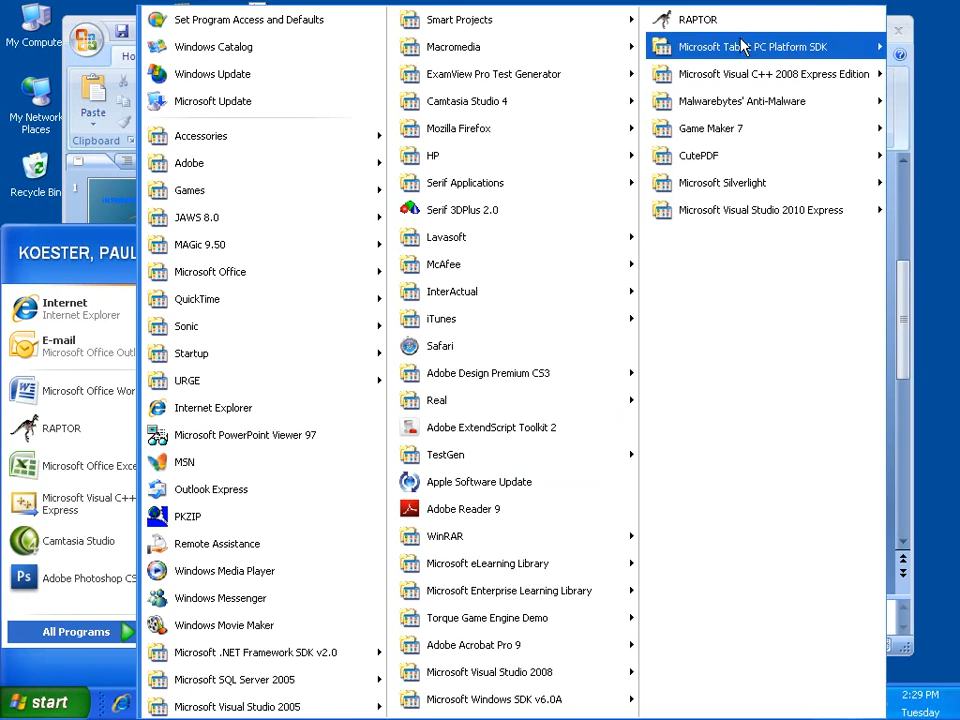 My Compute
My Network
Places
Recycle Bin
Ho
Paste
Clipboard
1
KOESTER, PAUL
Internet
Internet Explorer
E-mail
Microsoft Office Outl
Microsoft Office Wor
RAPTOR
Microsoft Office Exce
Microsoft Visual C++
Express
Camtasia Studio
Adobe Photoshop CS
All Programs
start
Set Program Access and Defaults
Windows Catalog
Windows Update
Microsoft Update
Accessories
Adobe
Games
JAWS 8.0
MAGic 9.50
Microsoft Office
QuickTime
Sonic
Startup
URGE
Internet Explorer
Microsoft PowerPoint Viewer 97
MSN
Outlook Express
PKZIP
Remote Assistance
Windows Media Player
Windows Messenger
Windows Movie Maker
Microsoft .NET Framework SDK v2.0
Microsoft SQL Server 2005
Microsoft Visual Studio 2005
Smart Projects
Macromedia
ExamView Pro Test Generator
Camtasia Studio 4
Mozilla Firefox
HP
Serif Applications
Serif 3DPlus 2.0
Lavasoft
McAfee
InterActual
iTunes
Safari
Adobe Design Premium CS3
Real
Adobe ExtendScript Toolkit 2
TestGen
Apple Software Update
Adobe Reader 9
WinRAR
Microsoft eLearning Library
Microsoft Enterprise Learning Library
Torque Game Engine Demo
Adobe Acrobat Pro 9
Microsoft Visual Studio 2008
Microsoft Windows SDK v6.0A
RAPTOR
Microsoft Tablet PC Platform SDK
Microsoft Visual C++ 2008 Express Edition
Malwarebytes' Anti-Malware
Game Maker 7
CutePDF
Microsoft Silverlight
Microsoft Visual Studio 2010 Express
2:29 PM
Tuesday